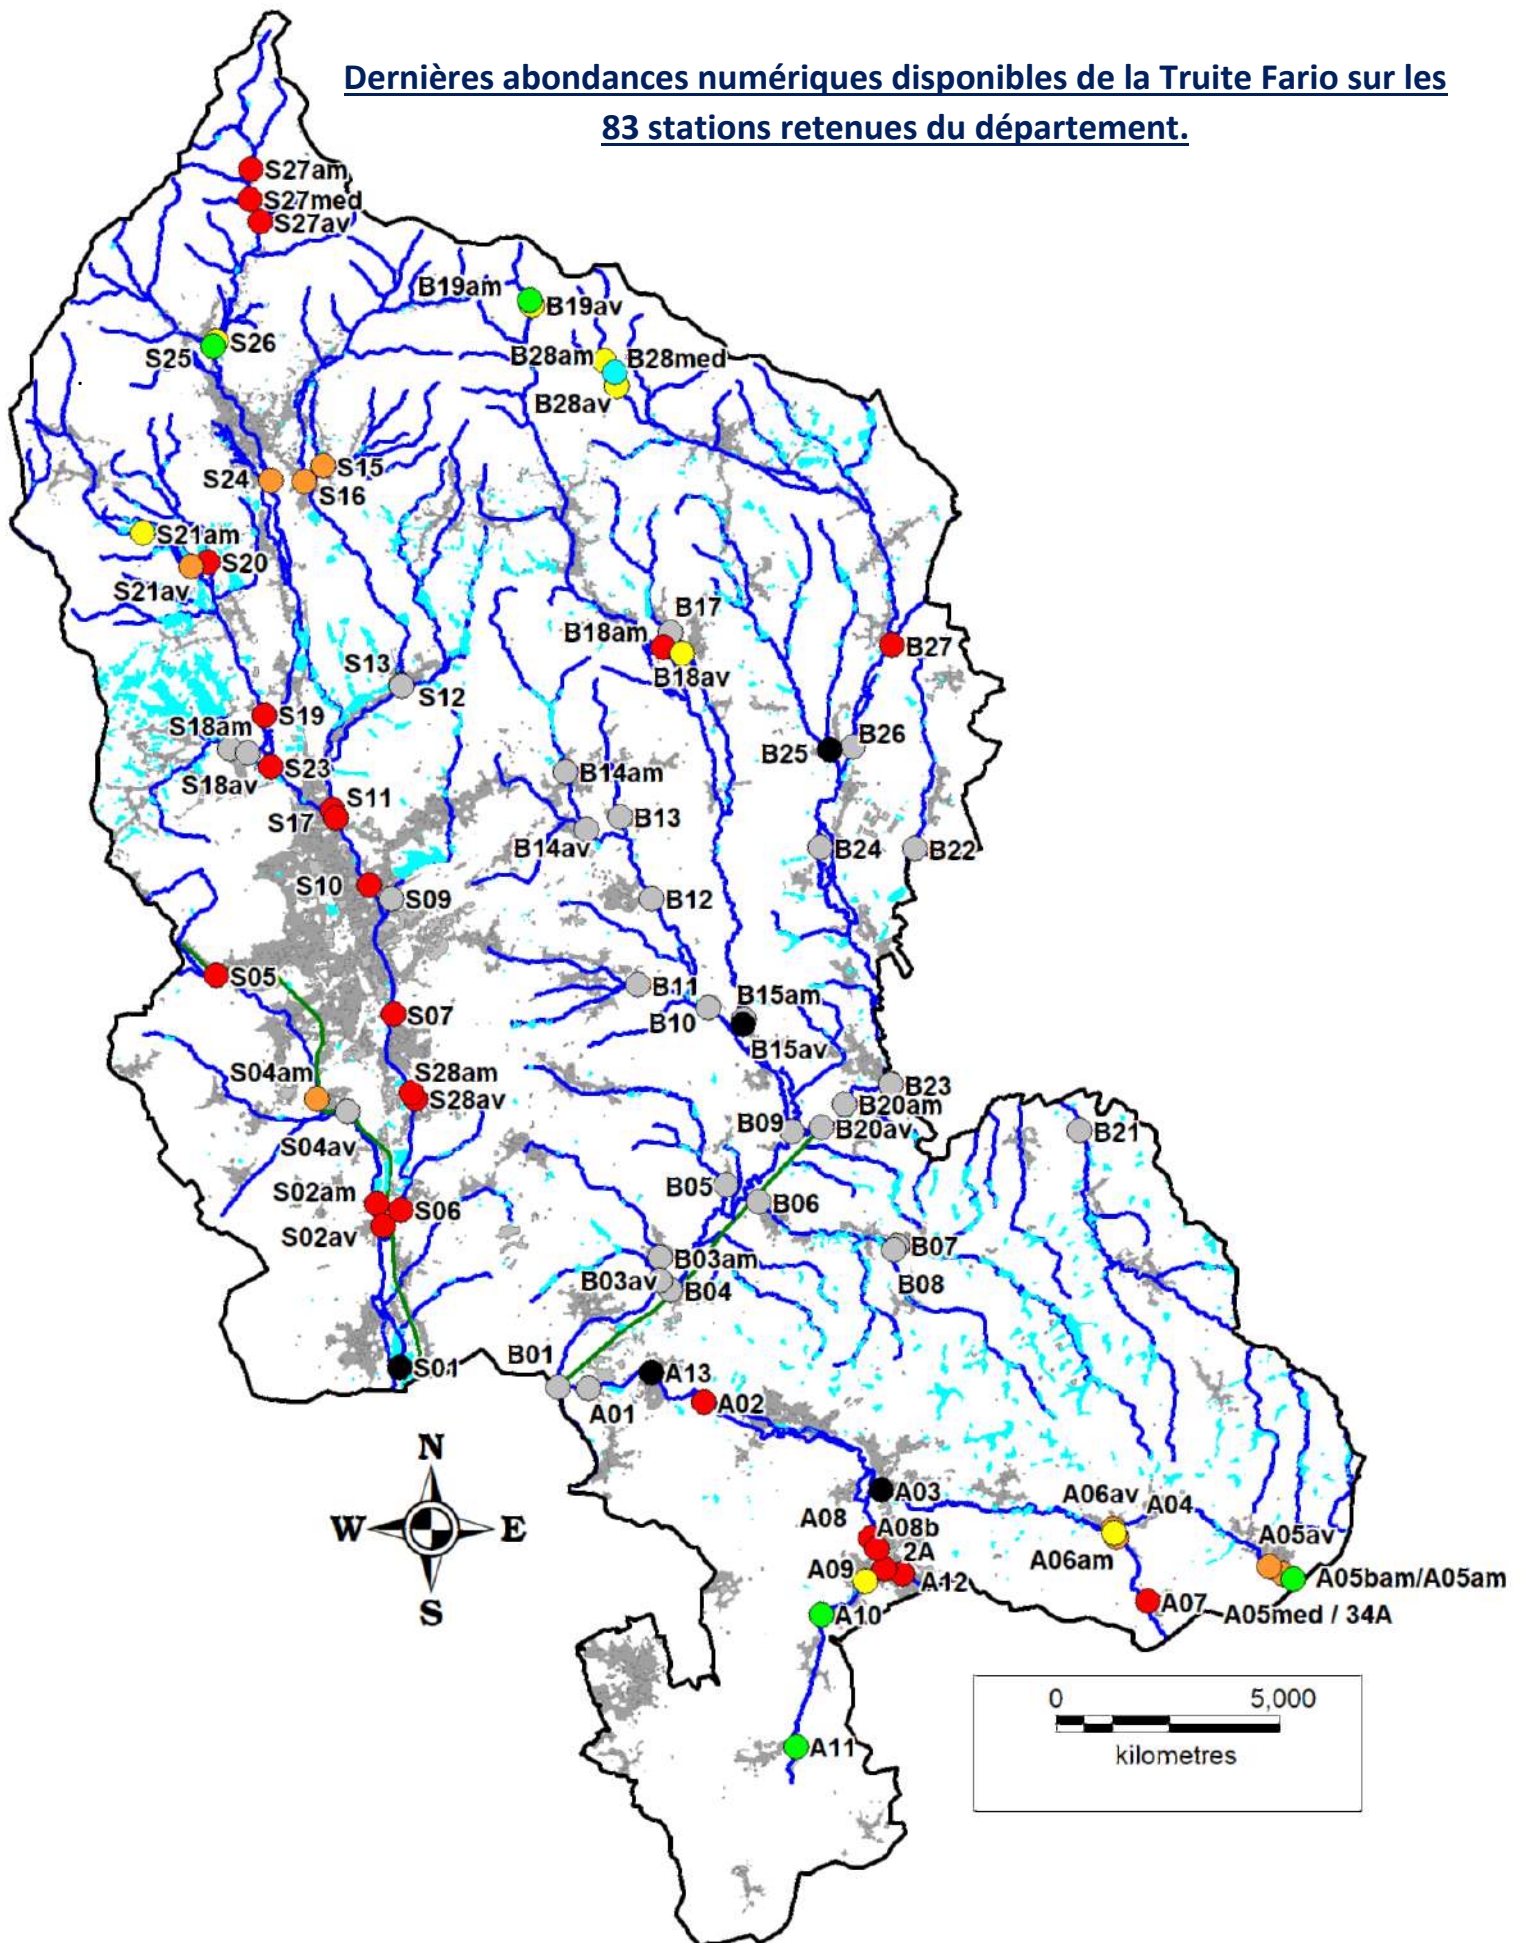 Dernières abondances numériques disponibles de la Truite Fario sur les
83 stations retenues du département.
S27am
S27med
S27av
B19am
B19av
S26
S25
B28am
B28med
B28av
S15
S24
S16
S21am
S20
S21av
B17
B18am
B27
B18av
S13
S12
S19
S18am
B26
B25
S23
B14am
S18av
S11
S17
B13
B14av
B24
B22
S10
S09
B12
S05
B11
B15am
S07
B10
B15av
S04am
S28am
B23
S28av
B20am
B09
B20av
B21
S04av
B05
S02am
B06
S06
S02av
B07
B03am
B03av
B08
B04
B01
S01
A13
A01
A02
N
W
E
S
A03
A06av
A04
A08
A08b
A05av
2A
A06am
A09
A12
A05bam/A05am
A07
A05med / 34A
A10
0 5,000
kilometres
A11